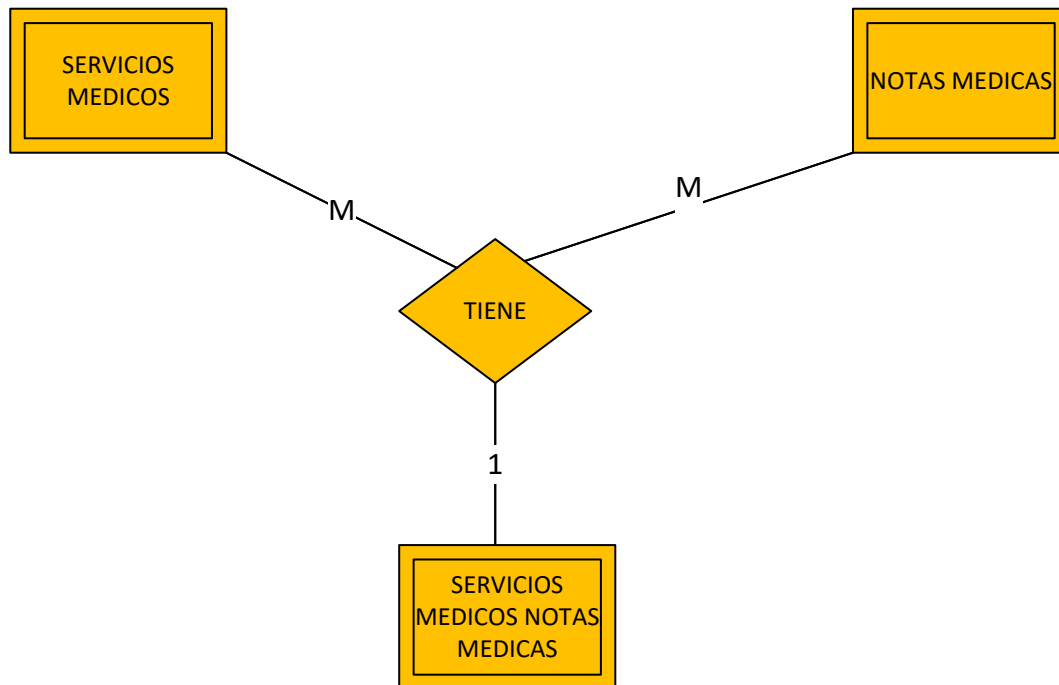 SERVICIOS
MEDICOS
NOTAS MEDICAS
M
M
TIENE
1
SERVICIOS
MEDICOS NOTAS
MEDICAS